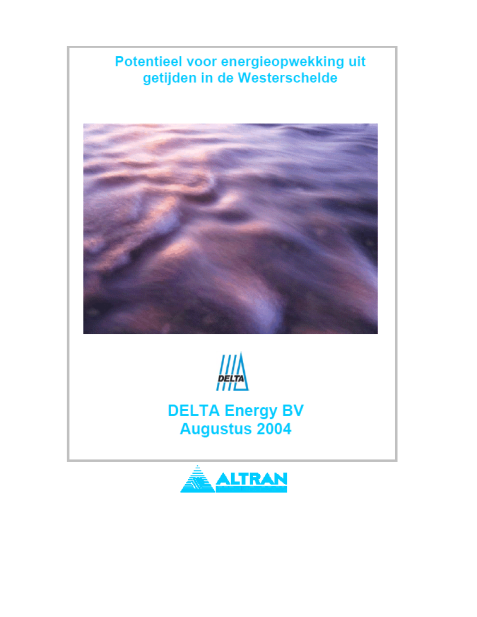 Potentieel voor energieopwekking uit
getijden in de Westerschelde
DELTA
DELTA Energy BV
Augustus 2004
ALTRAN